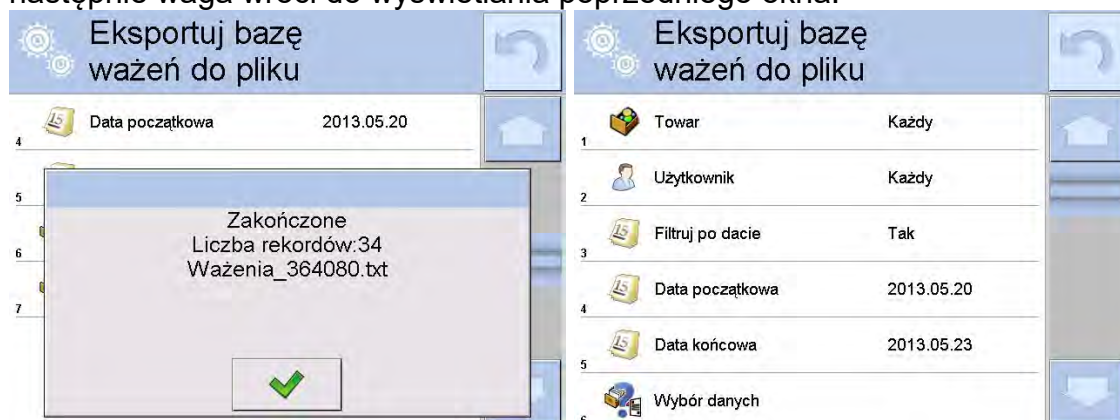 następnie waga wróci do wyświetlania poprzedniego okna.
Eksportuj bazę
ważeń do pliku
4 Data początkowa 2013.05.20
5
6
7
Zakończone
Liczba rekordów:34
Ważenia_364080.txt
Eksportuj bazę
ważeń do pliku
1 Towar Każdy
2 Użytkownik Każdy
3 Filtruj po dacie Tak
4 Data początkowa 2013.05.20
5 Data końcowa 2013.05.23
6 Wybór danych